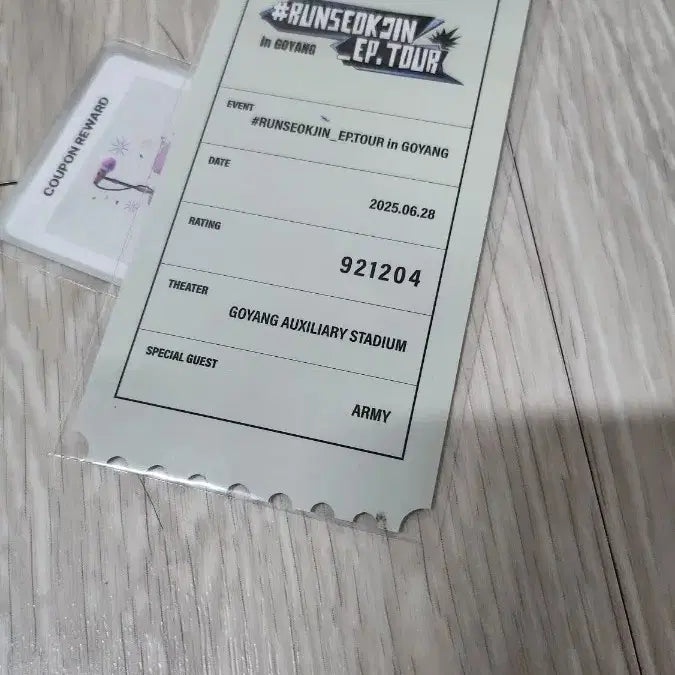 #RUNSEOKJIN
in GOYANG
_EP. TOUR
EVENT
#RUNSEOKJIN_EP.TOUR in GOYANG
DATE
2025.06.28
RATING
921204
THEATER
GOYANG AUXILIARY STADIUM
SPECIAL GUEST
ARMY
COUPON REWARD